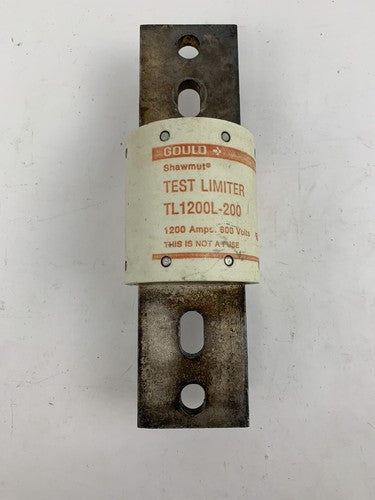 GOULD
Shawmut®
TEST LIMITER
TL1200L-200
1200 Amps. 600 Volts
THIS IS NOT A FUSE